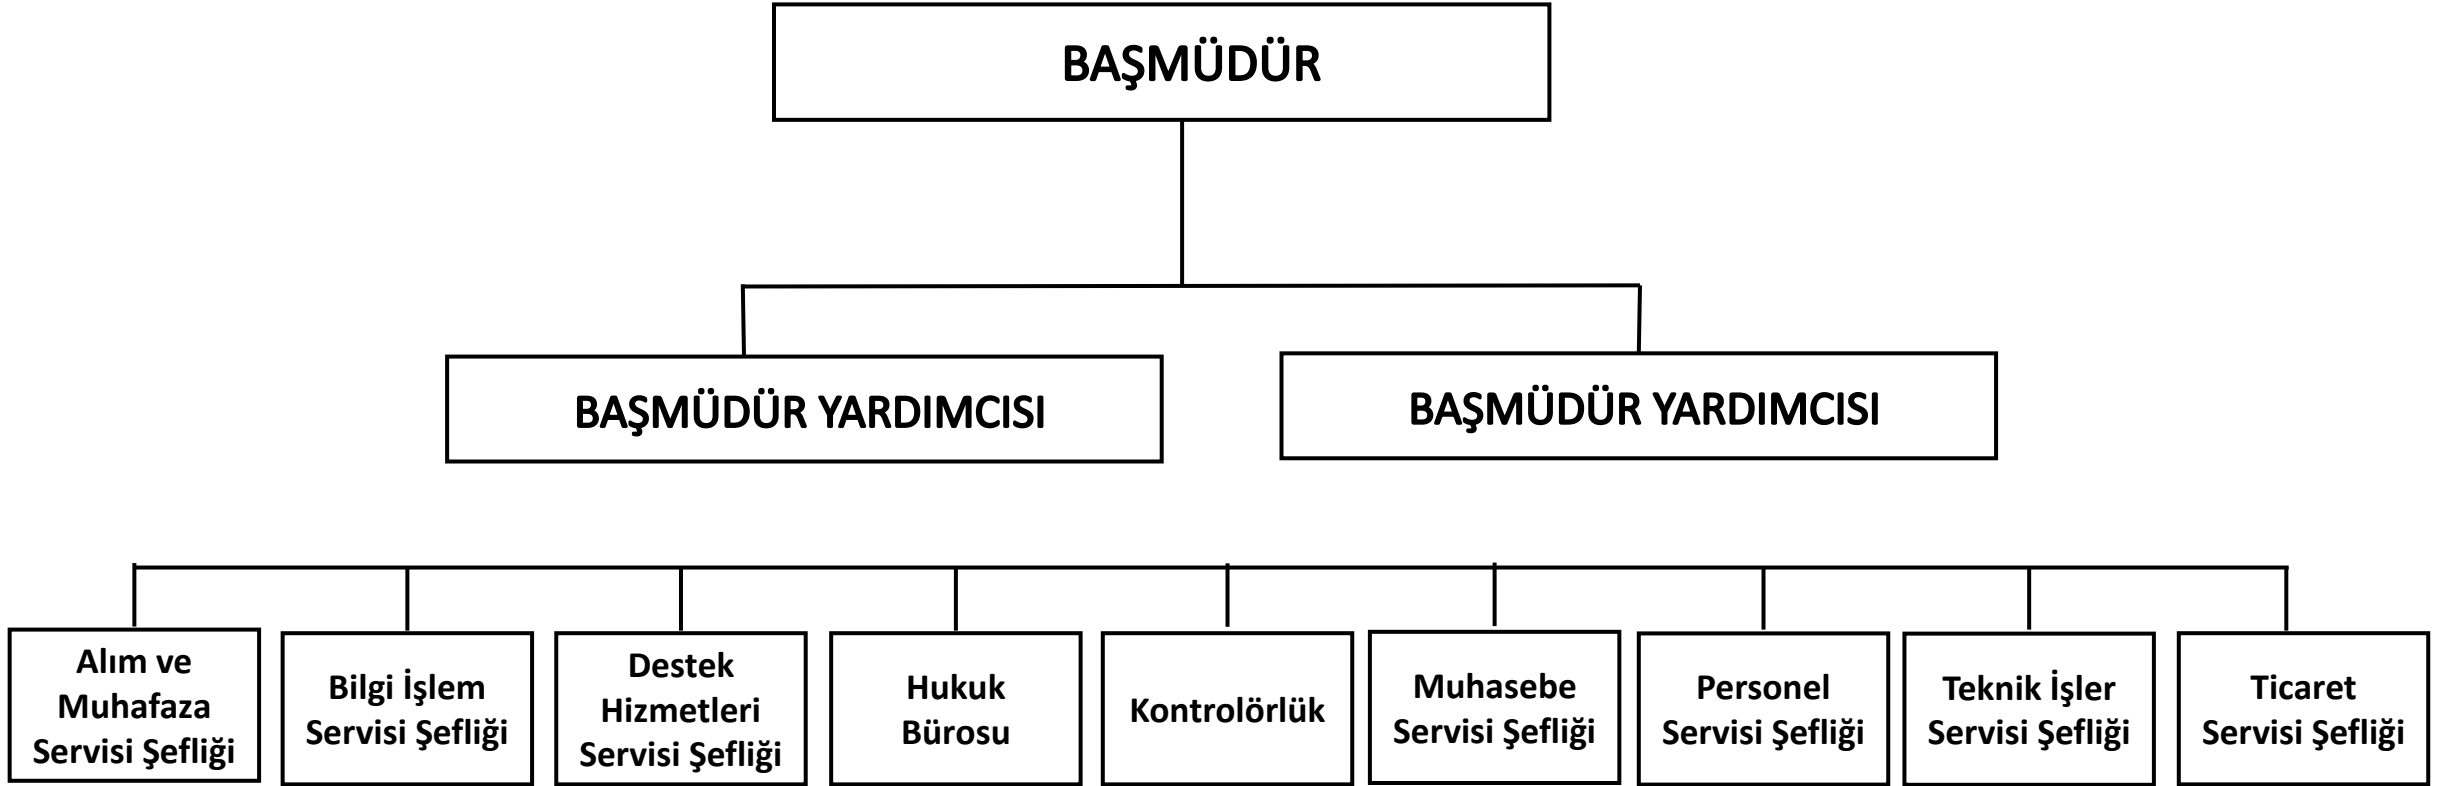 BAŞMÜDÜR
BAŞMÜDÜR YARDIMCISI
BAŞMÜDÜR YARDIMCISI
Alım ve
Muhafaza
Servisi Şefliği
Bilgi İşlem
Servisi Şefliği
Destek
Hizmetleri
Servisi Şefliği
Hukuk
Bürosu
Kontrolörlük
Muhasebe
Servisi Şefliği
Personel
Servisi Şefliği
Teknik İşler
Servisi Şefliği
Ticaret
Servisi Şefliği